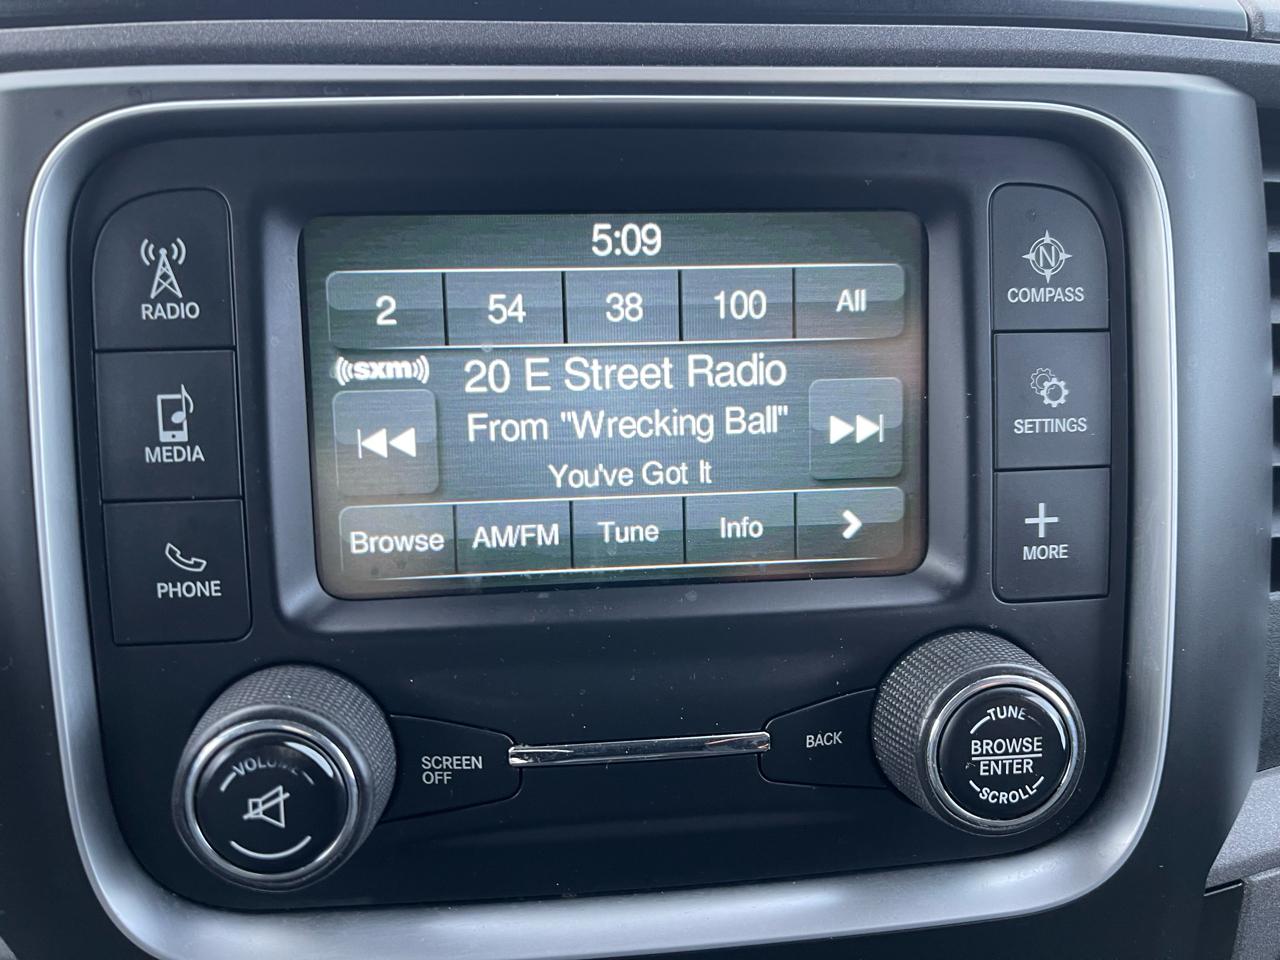 5:09
2 54 38 100 All
((sxm)) 20 E Street Radio
From "Wrecking Ball"
You've Got It
Browse AM/FM Tune Info
RADIO
MEDIA
PHONE
N
COMPASS
SETTINGS
MORE
VOLUME
SCREEN
OFF
BACK
TUNE
BROWSE
ENTER
SCROLL